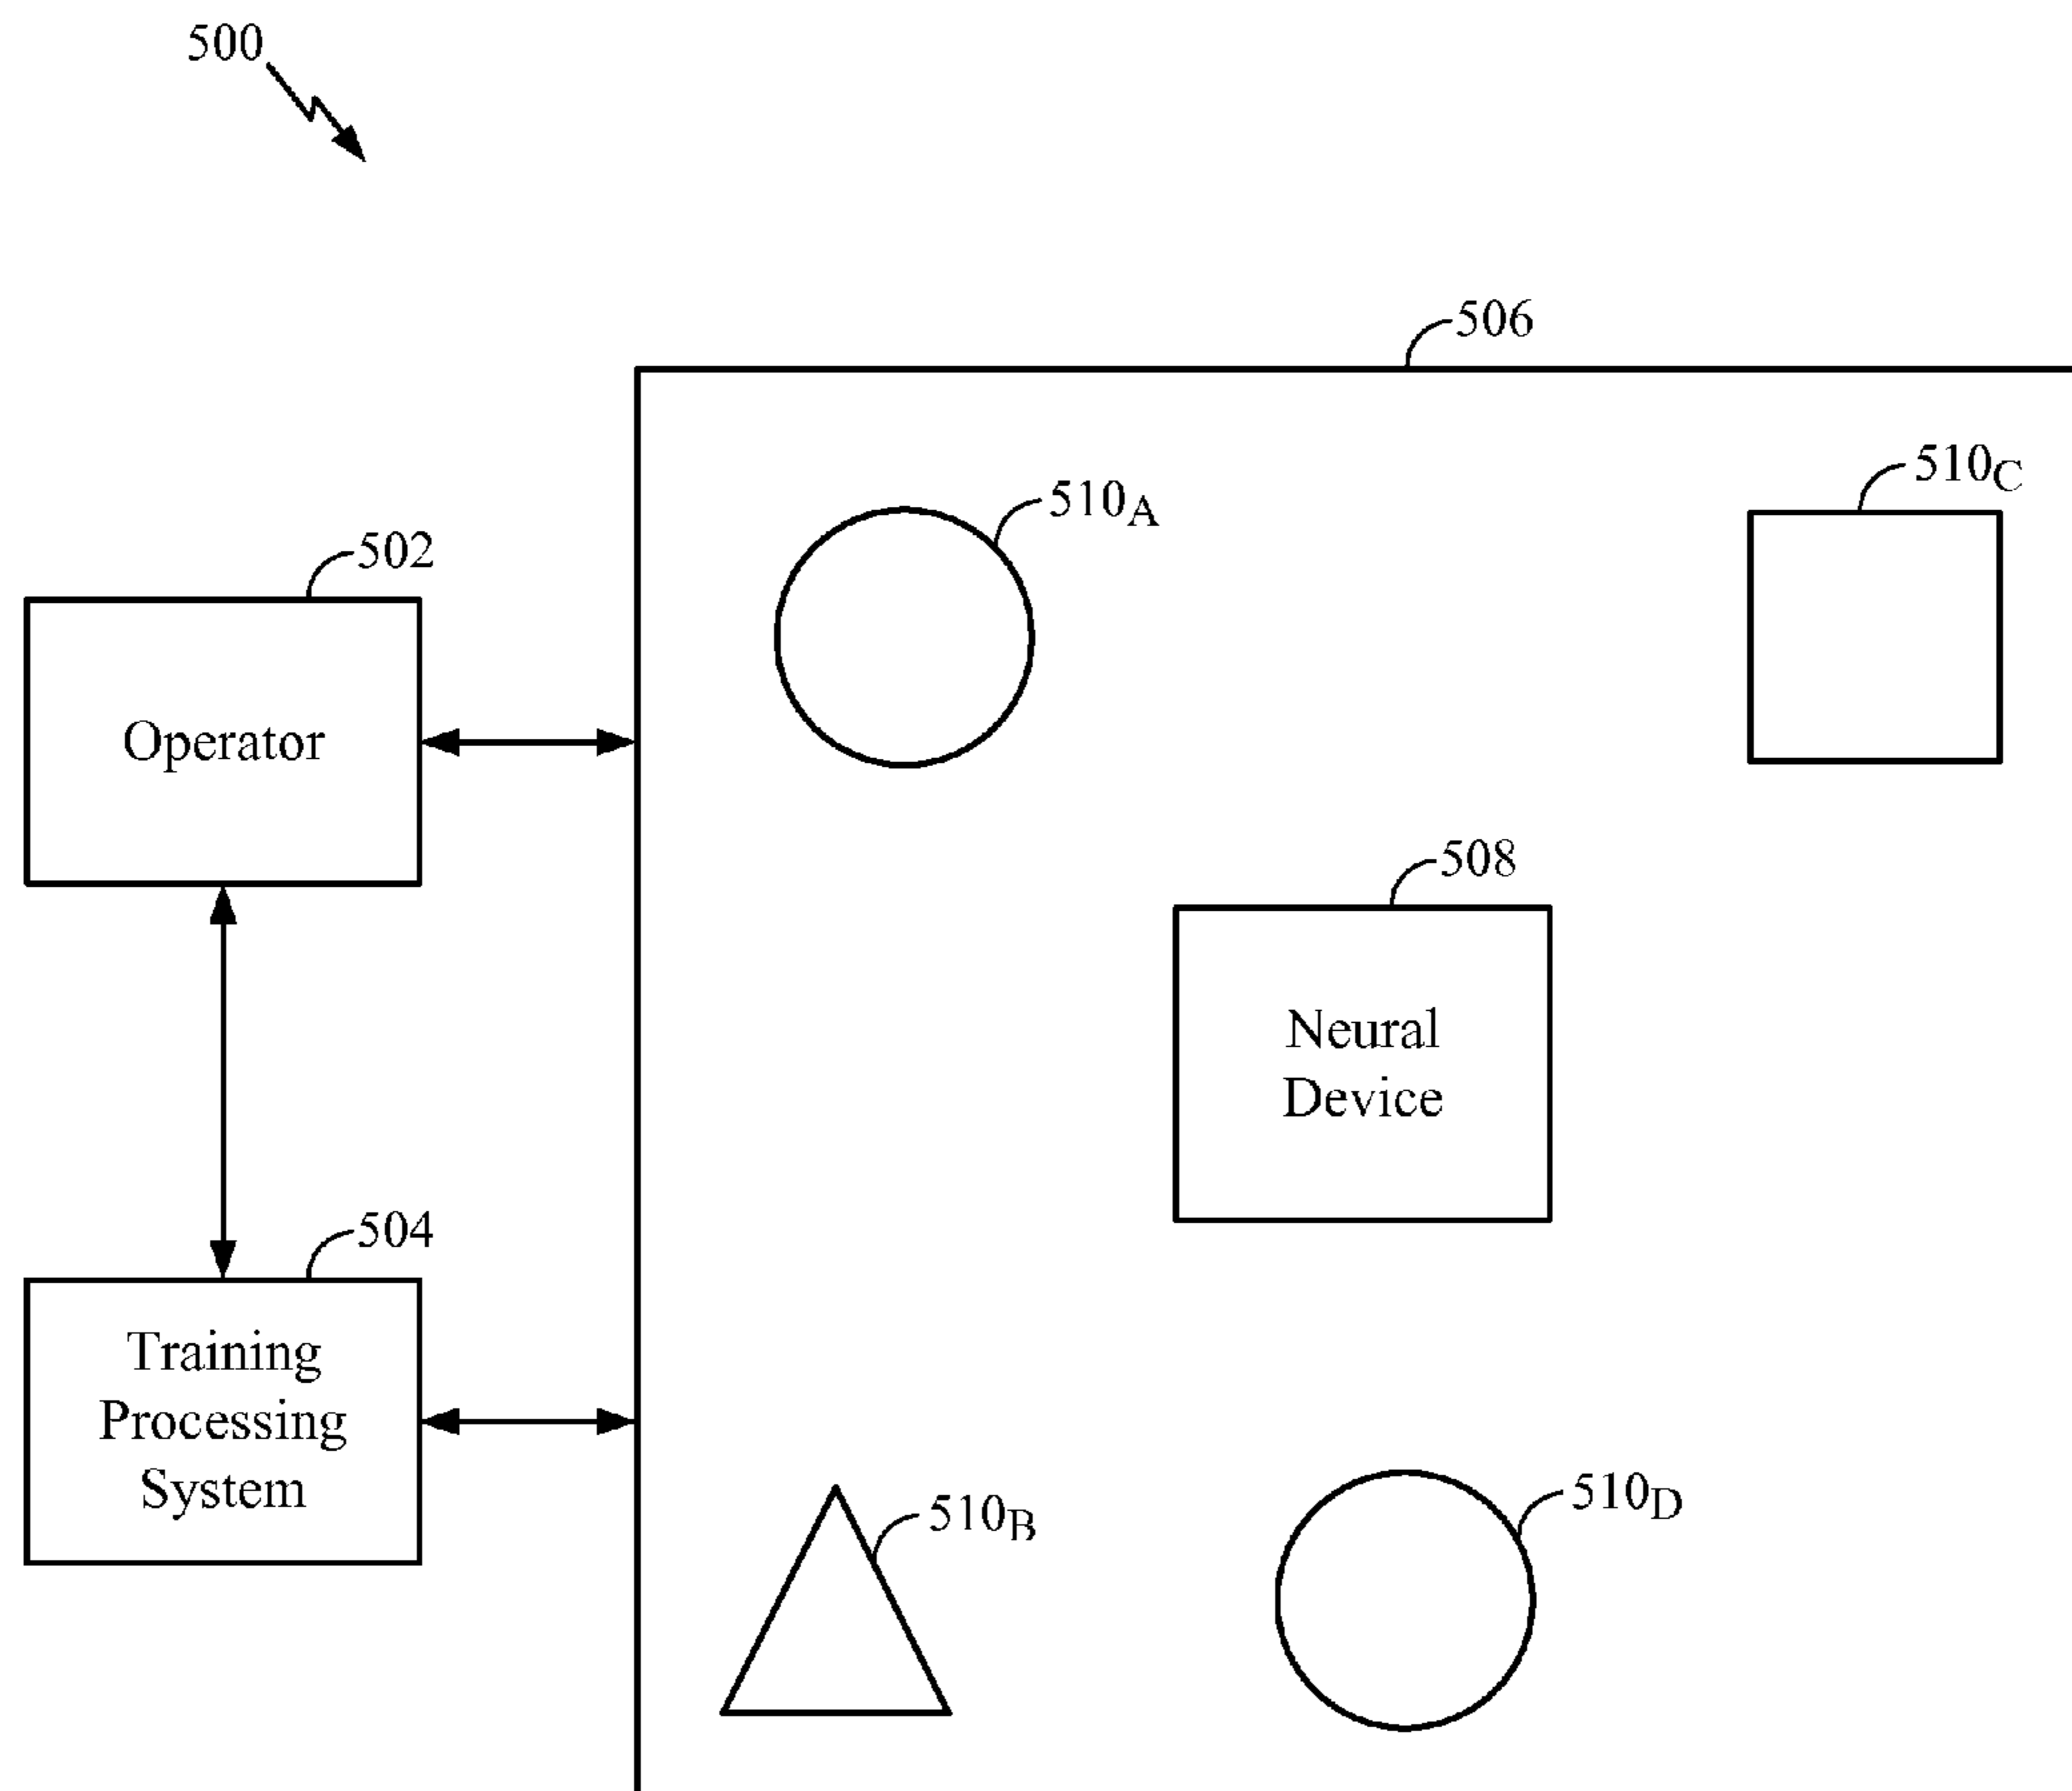 500
506
510C
510A
502
Operator
508
Neural
Device
504
Training
Processing
System
510B
510D